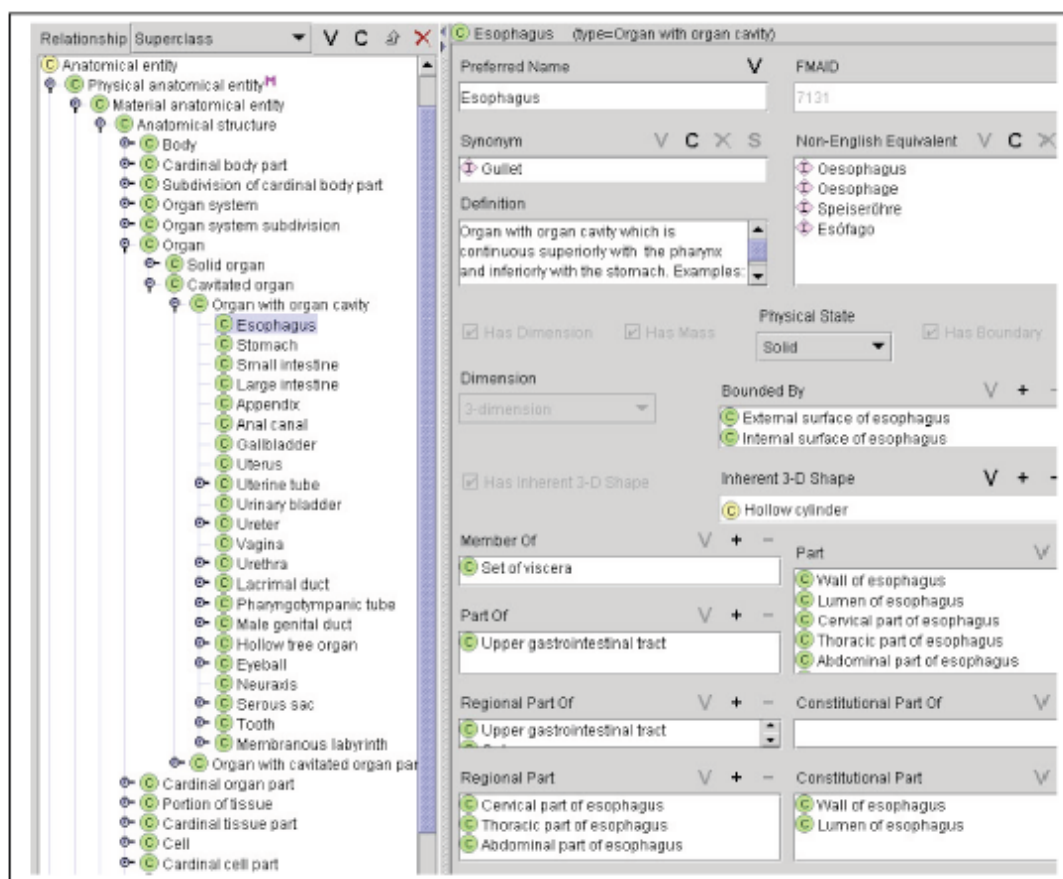 Relationship Superclass V C
Anatomical entity
Physical anatomical entity M
Material anatomical entity
Anatomical structure
Body
Cardinal body part
Subdivision of cardinal body part
Organ system
Organ system subdivision
Organ
Solid organ
Cavitated organ
Organ with organ cavity
Esophagus
Stomach
Small intestine
Large intestine
Appendix
Anal canal
Gallbladder
Uterus
Uterine tube
Urinary bladder
Ureter
Vagina
Urethra
Lacrimal duct
Pharyngotympanic tube
Male genital duct
Hollow tree organ
Eyeball
Neuraxis
Serous sac
Tooth
Membranous labyrinth
Organ with cavitated organ par
Cardinal organ part
Portion of tissue
Cardinal tissue part
Cell
Cardinal cell part
C Esophagus (type=Organ with organ cavity)
Preferred Name V
Esophagus
FMAID
7131
Synonym V C X S
Gullet
Non-English Equivalent V C X
Oesophagus
Oesophage
Speiseröhre
Esófago
Definition
Organ with organ cavity which is
continuous superiorly with the pharynx
and inferiorly with the stomach. Examples:
Has Dimension Has Mass
Physical State
Solid
Has Boundary
Dimension
3-dimension
Bounded By V + -
External surface of esophagus
Internal surface of esophagus
Has Inherent 3-D Shape
Inherent 3-D Shape V + -
Hollow cylinder
Member Of V + -
Set of viscera
Part V
Wall of esophagus
Lumen of esophagus
Cervical part of esophagus
Thoracic part of esophagus
Abdominal part of esophagus
Part Of V + -
Upper gastrointestinal tract
Regional Part Of V + -
Upper gastrointestinal tract
Constitutional Part Of V
Regional Part V + -
Cervical part of esophagus
Thoracic part of esophagus
Abdominal part of esophagus
Constitutional Part V
Wall of esophagus
Lumen of esophagus